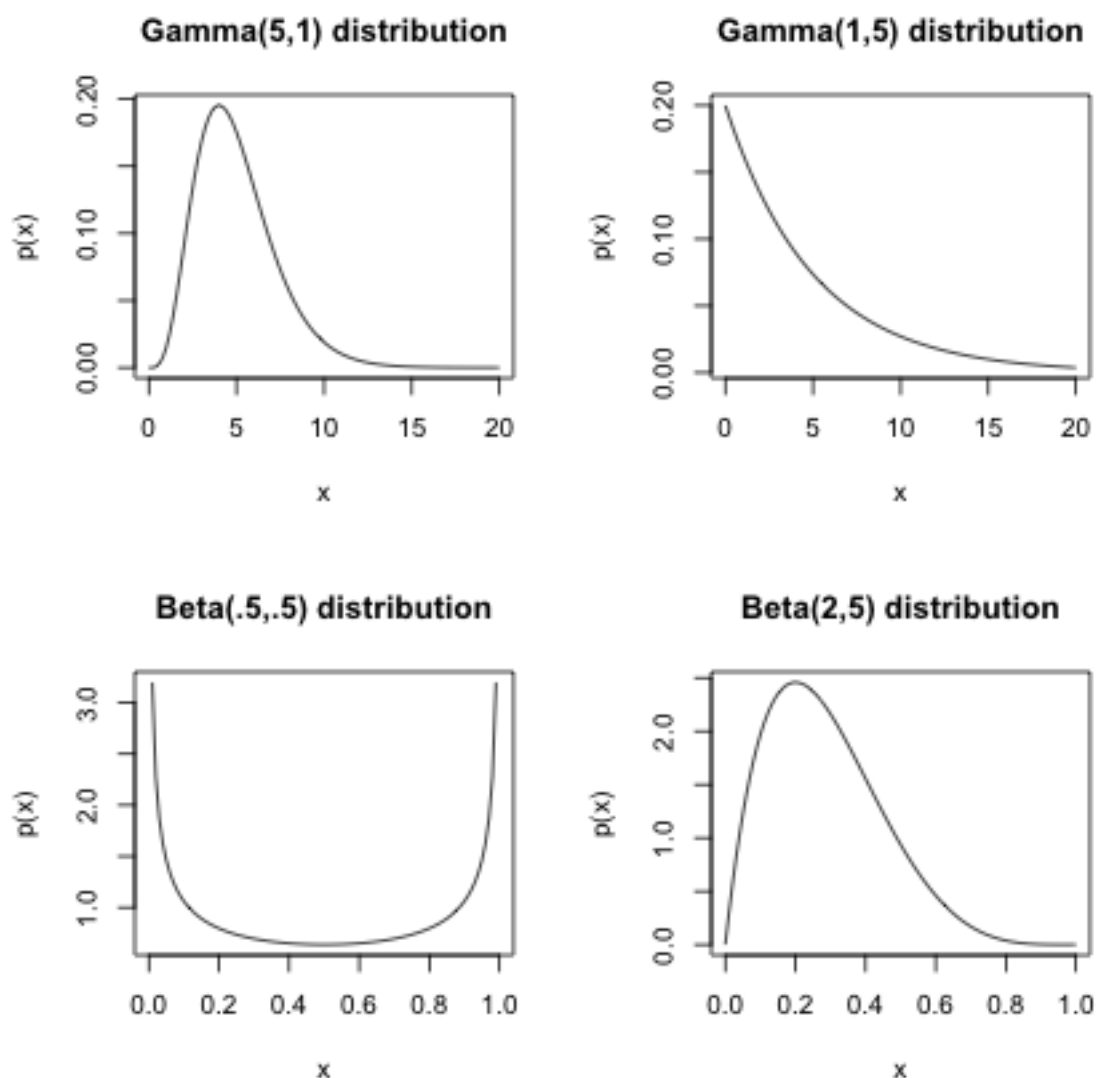 Gamma(5,1) distribution
p(x)
0.20
0.10
0.00
0 5 10 15 20
x
Gamma(1,5) distribution
p(x)
0.20
0.10
0.00
0 5 10 15 20
x
Beta(.5,.5) distribution
p(x)
3.0
2.0
1.0
0.0 0.2 0.4 0.6 0.8 1.0
x
Beta(2,5) distribution
p(x)
2.0
1.0
0.0
0.0 0.2 0.4 0.6 0.8 1.0
x